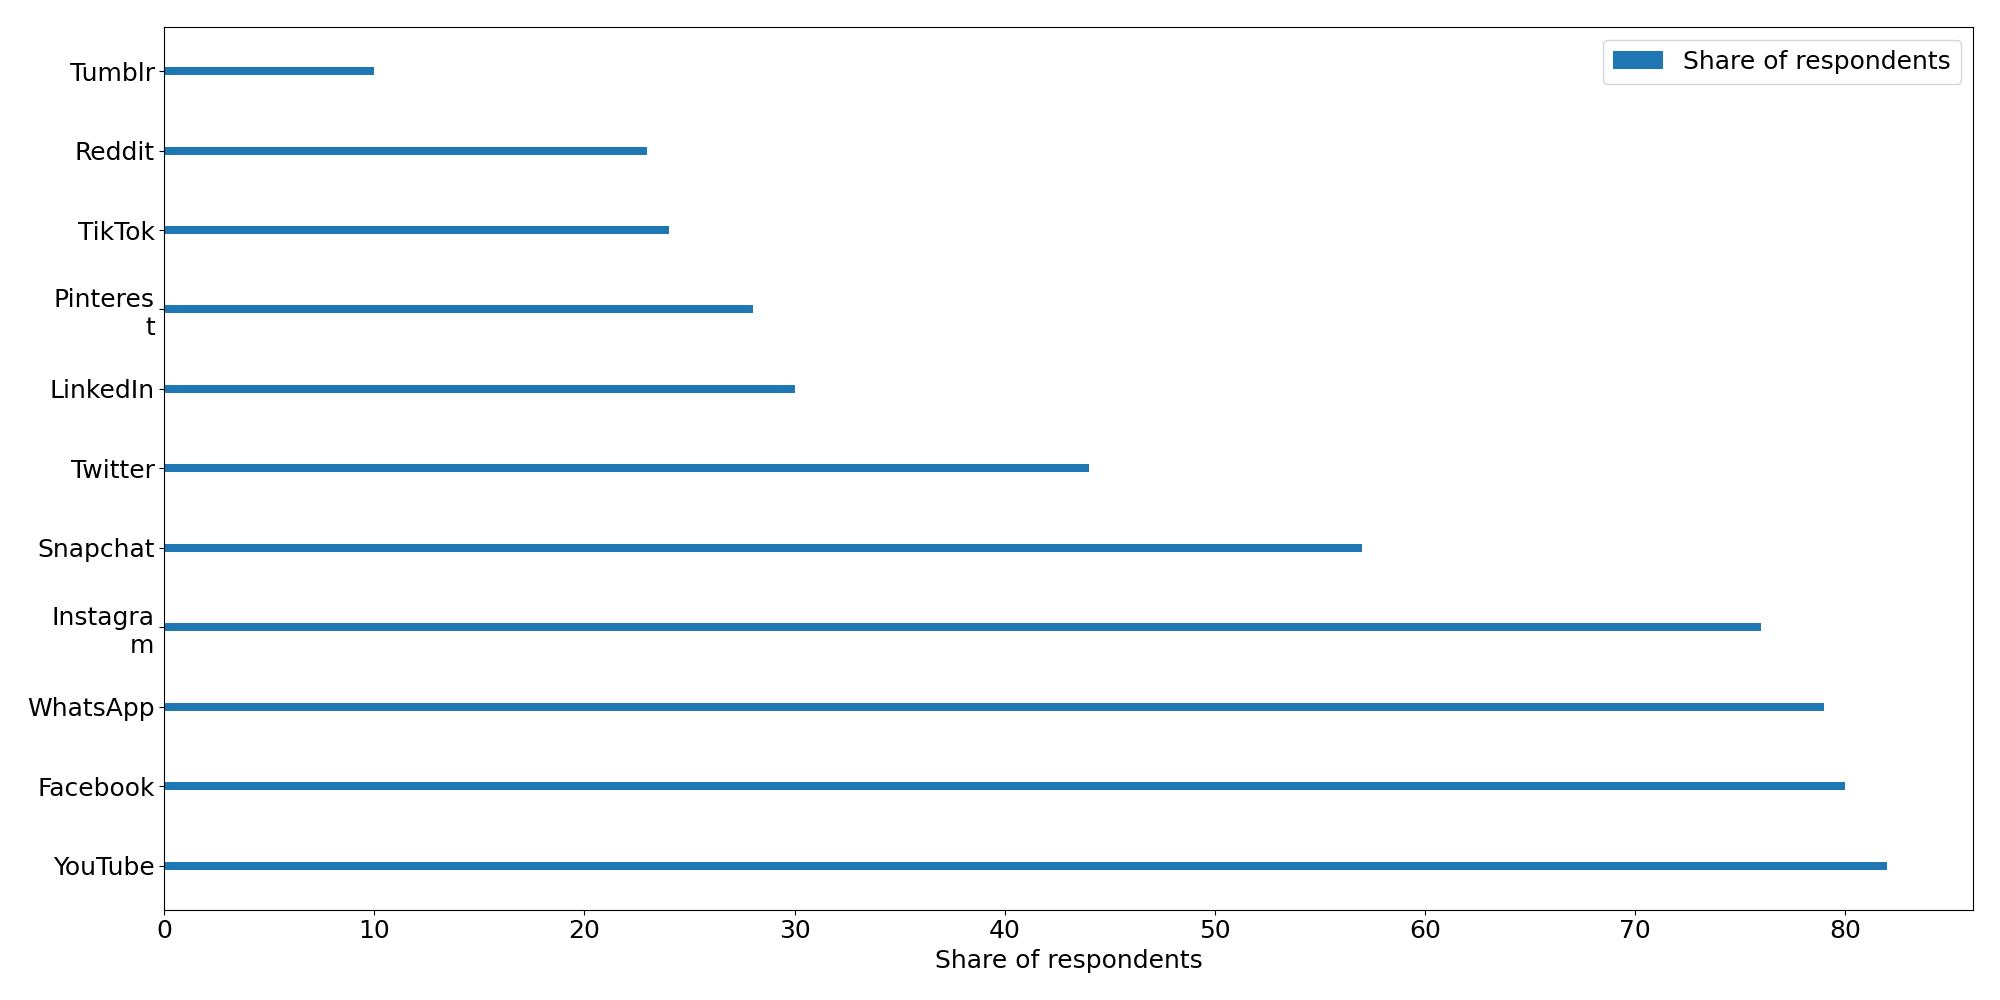 Share of respondents
Tumblr
Reddit
TikTok
Pinteres
t
LinkedIn
Twitter
Snapchat
Instagra
m
WhatsApp
Facebook
YouTube
0 10 20 30 40 50 60 70 80
Share of respondents